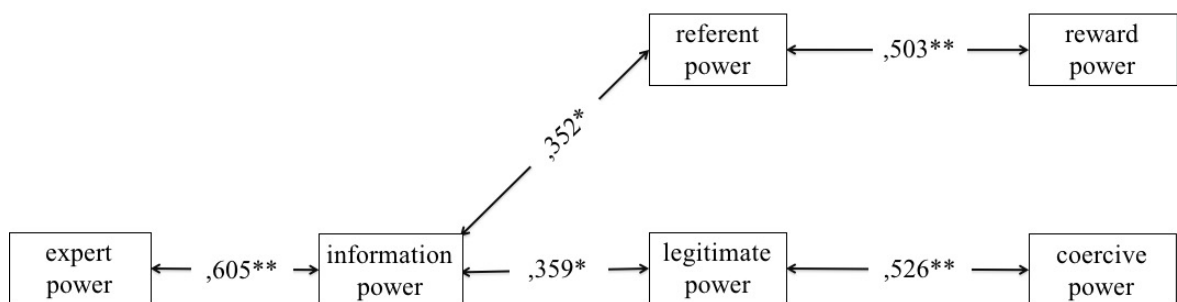 referent
power
,503**
reward
power
,352*
expert
power
,605**
information
power
,359*
legitimate
power
,526**
coercive
power